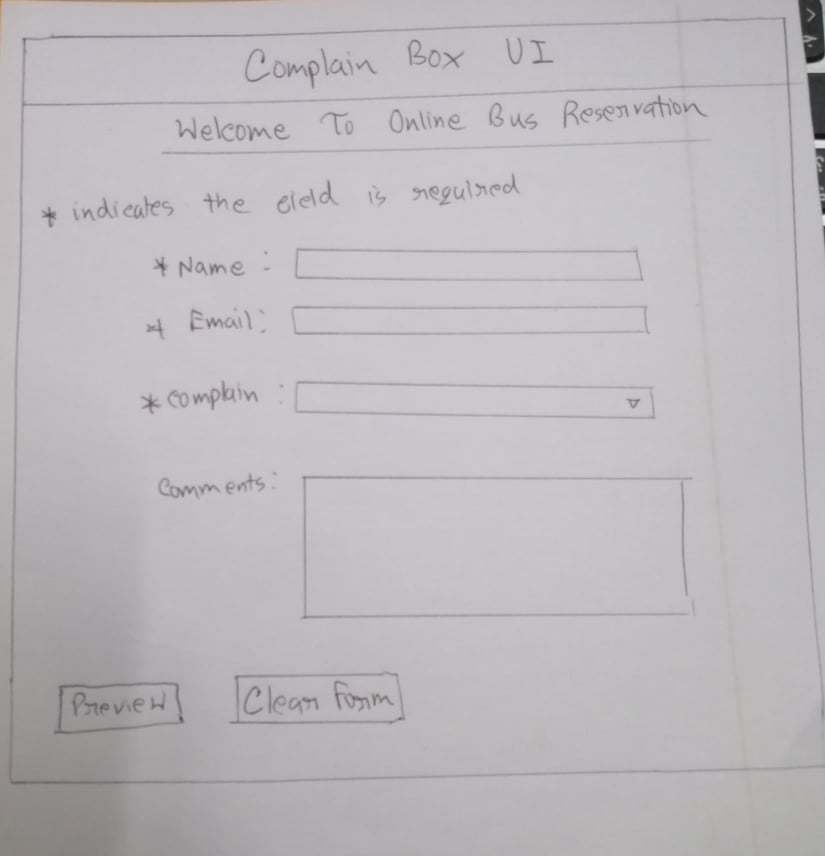 Complain Box UI
Welcome To Online Bus Reservation
* indicates the eield is required
* Name :
* Email :
* complain :
Comments :
Preview Clear Form